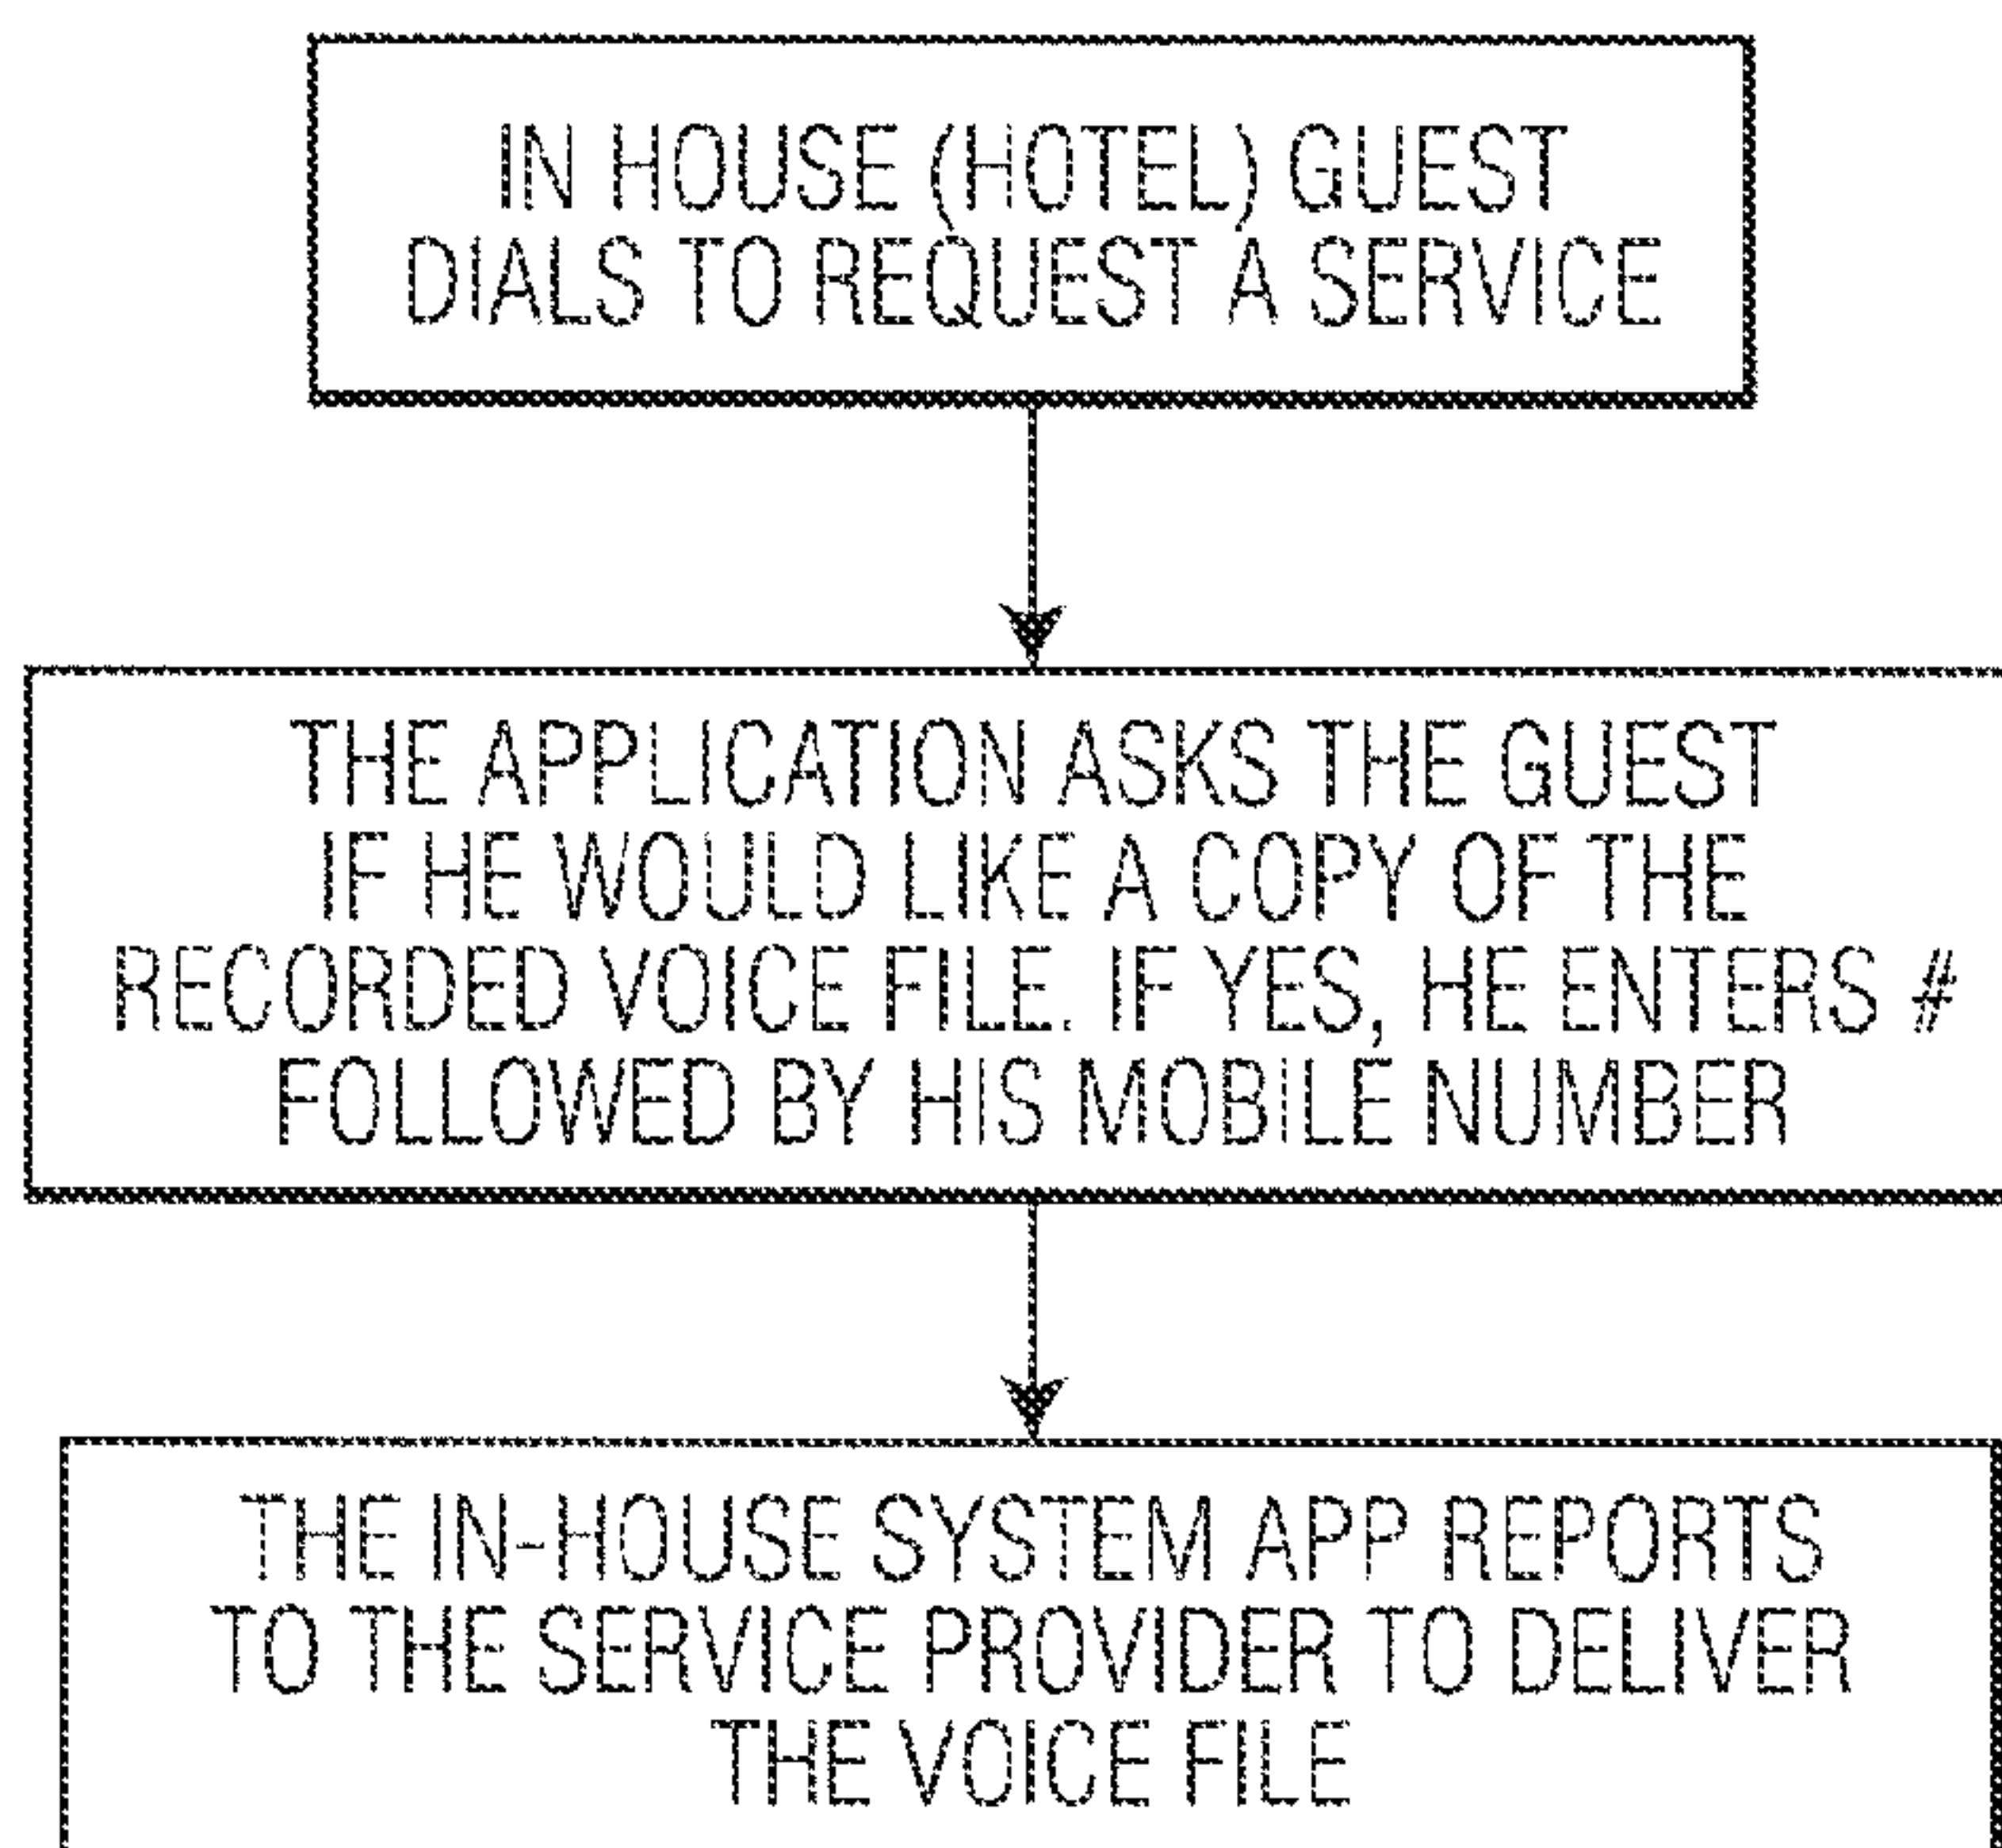 IN HOUSE (HOTEL) GUEST
DIALS TO REQUEST A SERVICE
THE APPLICATION ASKS THE GUEST
IF HE WOULD LIKE A COPY OF THE
RECORDED VOICE FILE. IF YES, HE ENTERS #
FOLLOWED BY HIS MOBILE NUMBER
THE IN-HOUSE SYSTEM APP REPORTS
TO THE SERVICE PROVIDER TO DELIVER
THE VOICE FILE